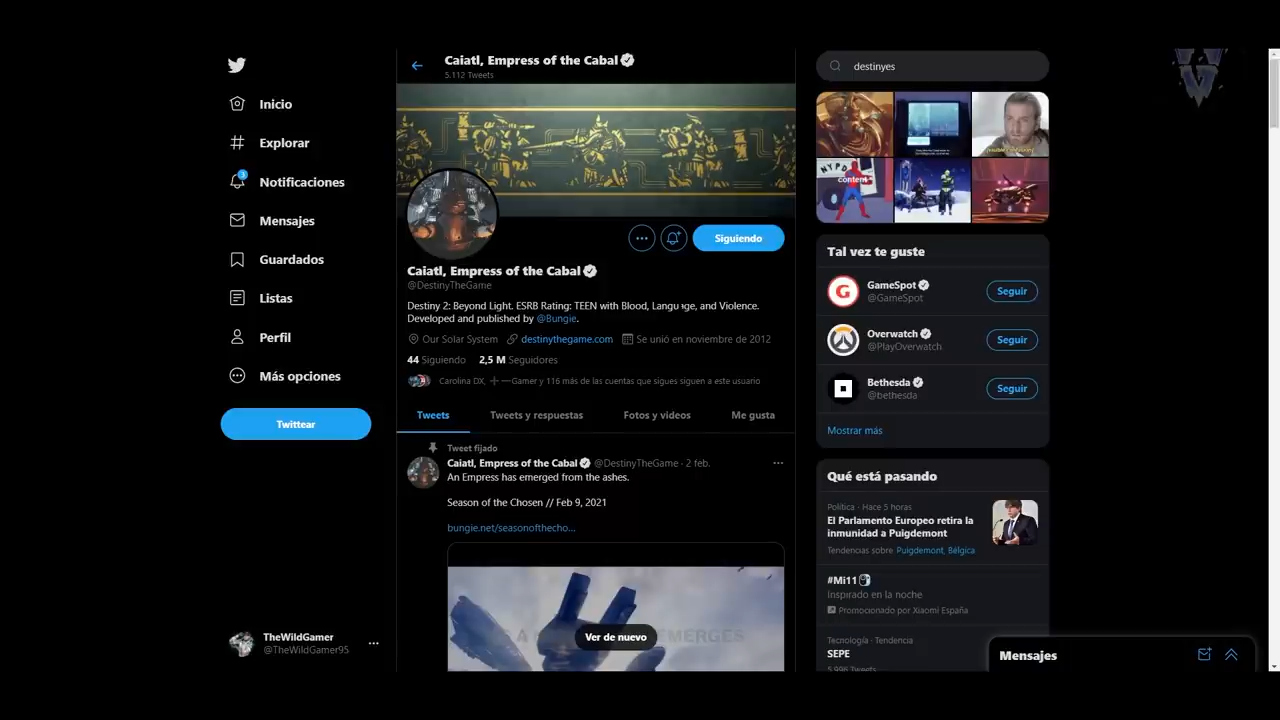 Caiatl, Empress of the Cabal
5.112 Tweets
destinyes
Inicio
Explorar
3
Notificaciones
Mensajes
Guardados
Listas
Perfil
Más opciones
Twittear
TheWildGamer
@TheWildGamer95
Siguiendo
Caiatl, Empress of the Cabal
@DestinyTheGame
Destiny 2: Beyond Light. ESRB Rating: TEEN with Blood, Language, and Violence.
Developed and published by @Bungie.
Our Solar System destinythegame.com Se unió en noviembre de 2012
44 Siguiendo 2,5 M Seguidores
Carolina DX, Gamer y 116 más de las cuentas que sigues siguen a este usuario
Tweets Tweets y respuestas Fotos y videos Me gusta
Tweet fijado
Caiatl, Empress of the Cabal @DestinyTheGame · 2 feb.
An Empress has emerged from the ashes.
Season of the Chosen // Feb 9, 2021
bungie.net/seasonofthecho...
EMERGES
Ver de nuevo
NYPD
content
Tal vez te guste
GameSpot
@GameSpot
Seguir
Overwatch
@PlayOverwatch
Seguir
Bethesda
@bethesda
Seguir
Mostrar más
Qué está pasando
Política · Hace 5 horas
El Parlamento Europeo retira la
inmunidad a Puigdemont
Tendencias sobre Puigdemont, Bélgica
#Mi11
Inspirado en la noche
Promocionado por Xiaomi España
Tecnología · Tendencia
SEPE
5.996 Tweets
Mensajes